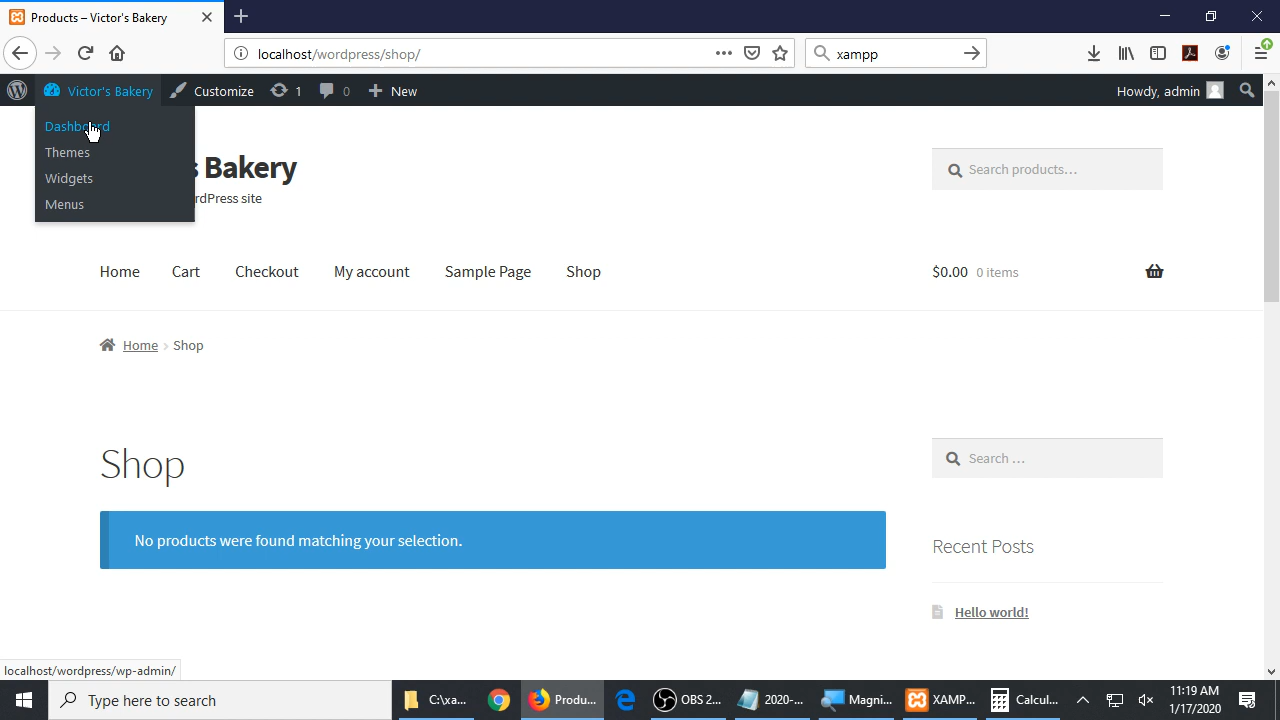 Products – Victor's Bakery
localhost/wordpress/shop/
xampp
Victor's Bakery
Customize
1
0
New
Howdy, admin
Dashboard
Themes
Widgets
Menus
s Bakery
rdPress site
Search products…
Home
Cart
Checkout
My account
Sample Page
Shop
$0.00 0 items
Home › Shop
Shop
Search …
No products were found matching your selection.
Recent Posts
Hello world!
localhost/wordpress/wp-admin/
Type here to search
C:\xa...
Produ...
OBS 2...
2020-...
Magni...
XAMP...
Calcul...
11:19 AM
1/17/2020